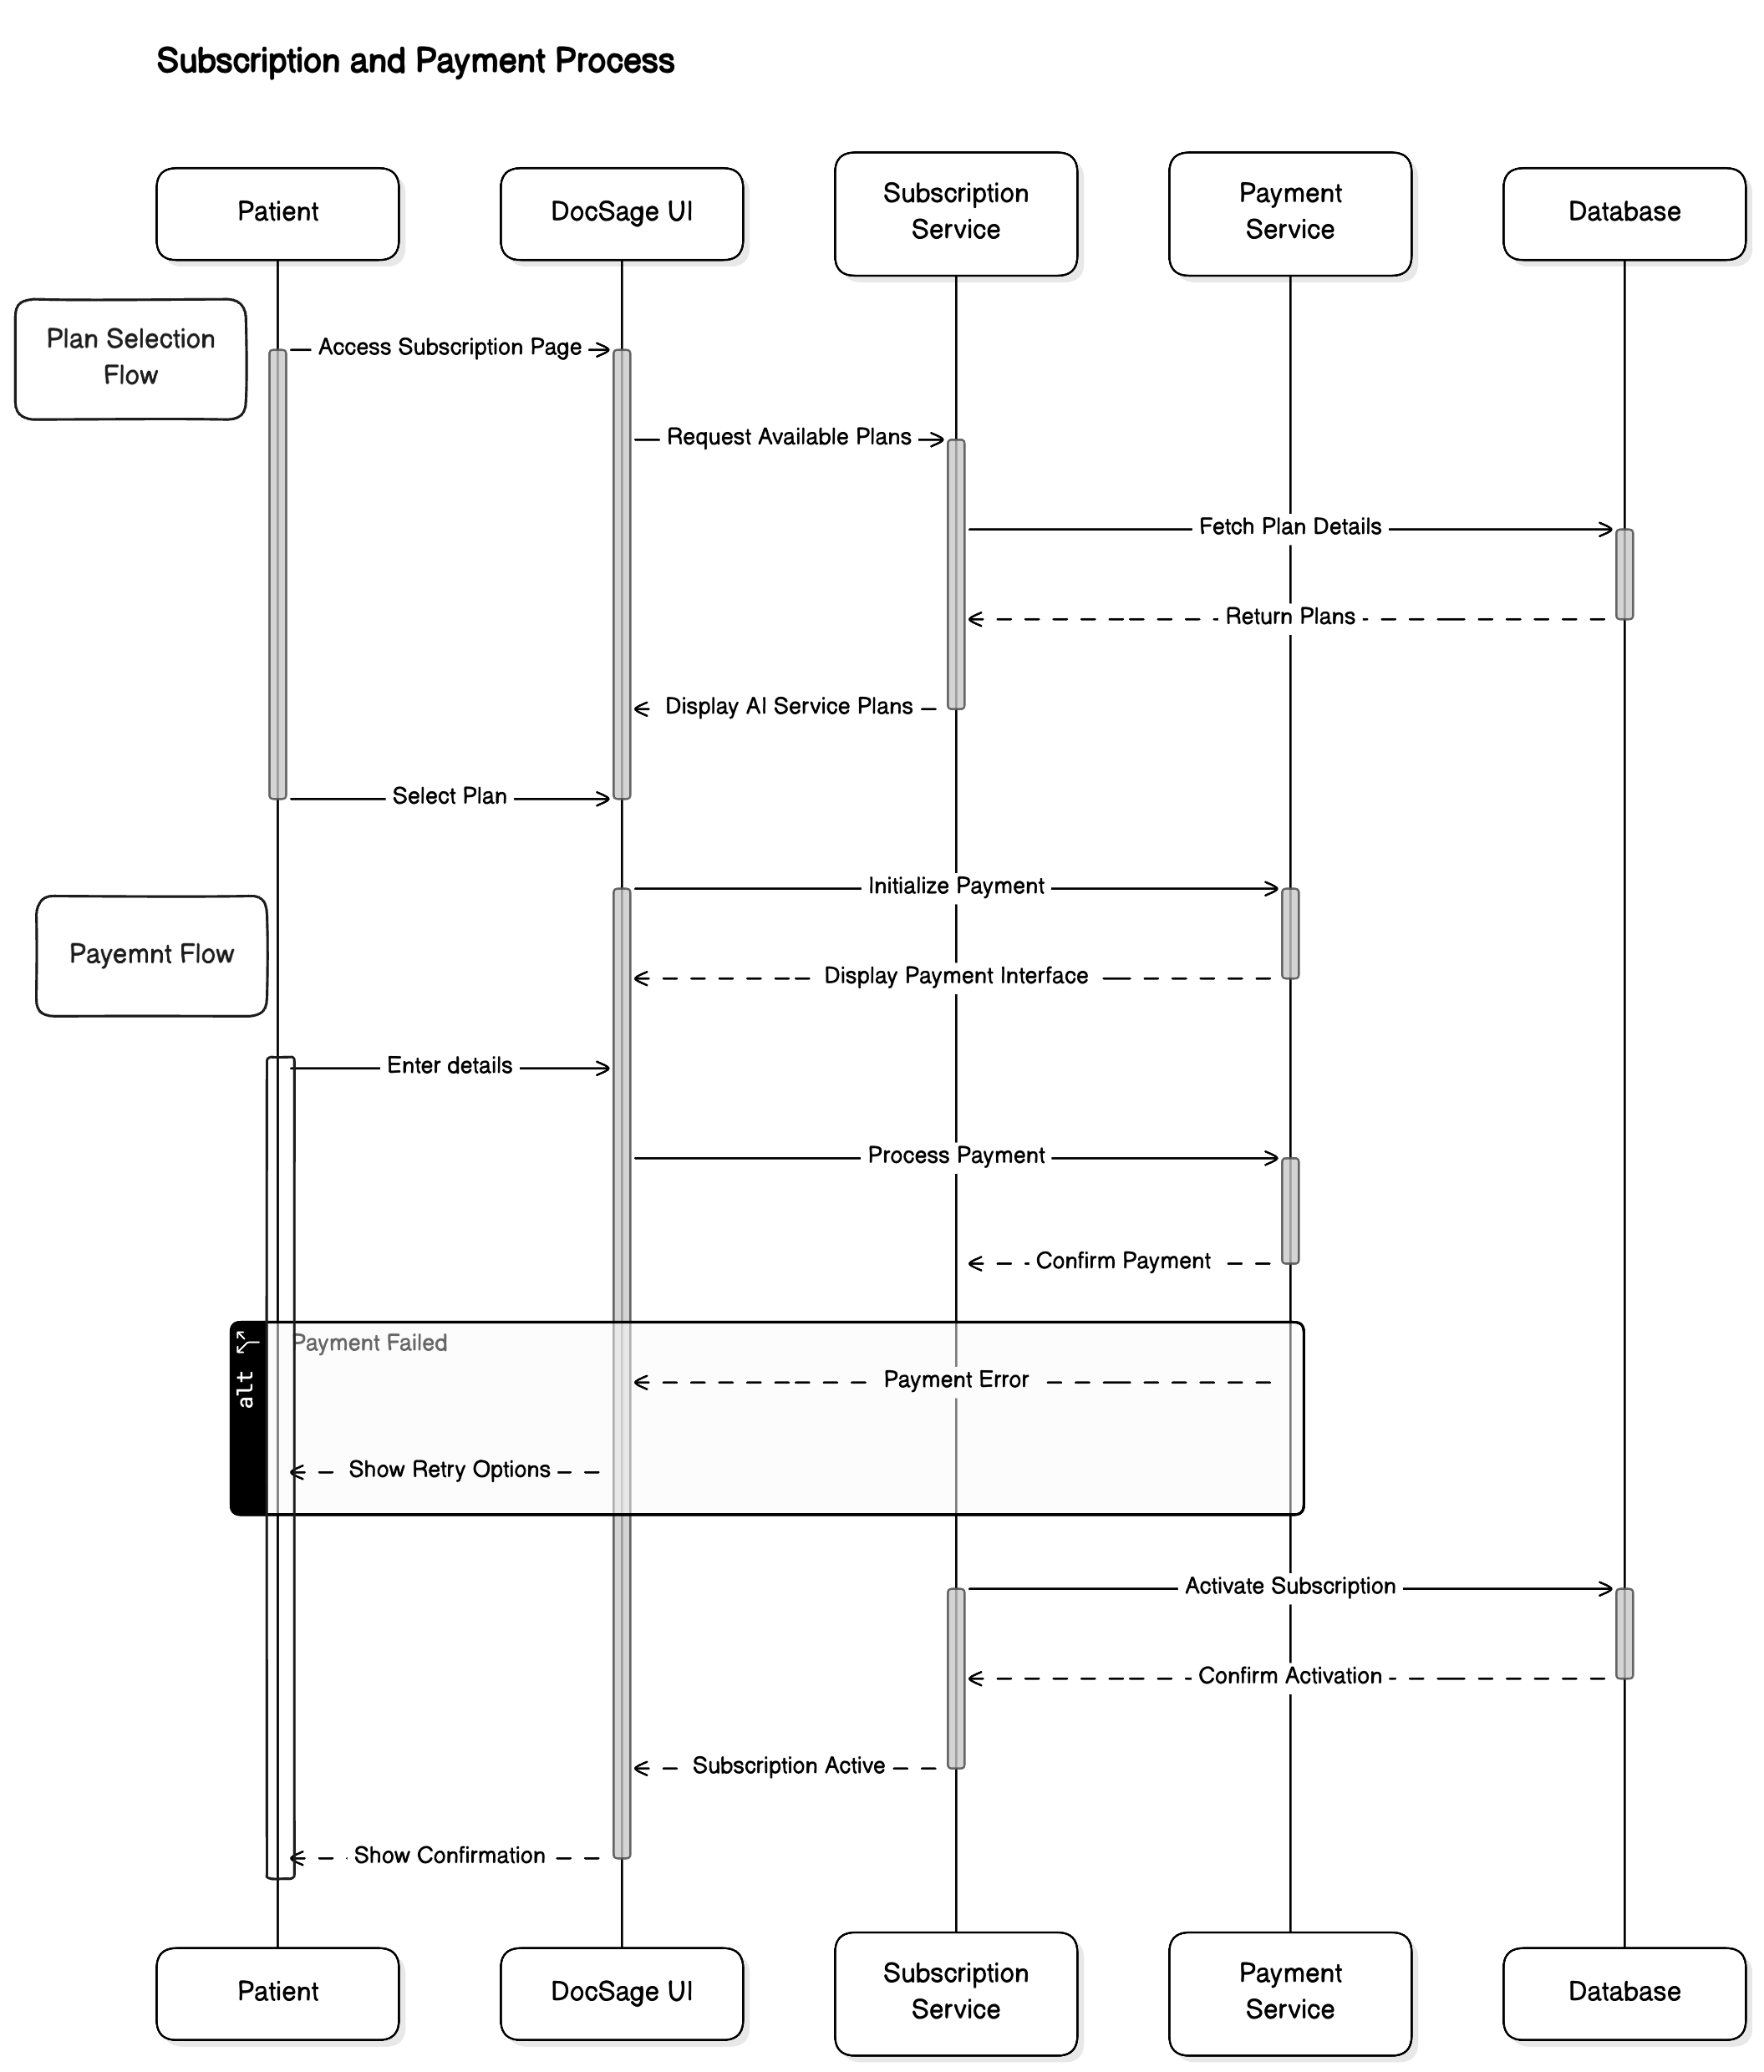 Subscription and Payment Process
Patient
DocSage UI
Subscription
Service
Payment
Service
Database
Plan Selection
Flow
Access Subscription Page
Request Available Plans
Fetch Plan Details
Return Plans
Display AI Service Plans
Select Plan
Initialize Payment
Payemnt Flow
Display Payment Interface
Enter details
Process Payment
Confirm Payment
alt
Payment Failed
Payment Error
Show Retry Options
Activate Subscription
Confirm Activation
Subscription Active
Show Confirmation
Patient
DocSage UI
Subscription
Service
Payment
Service
Database